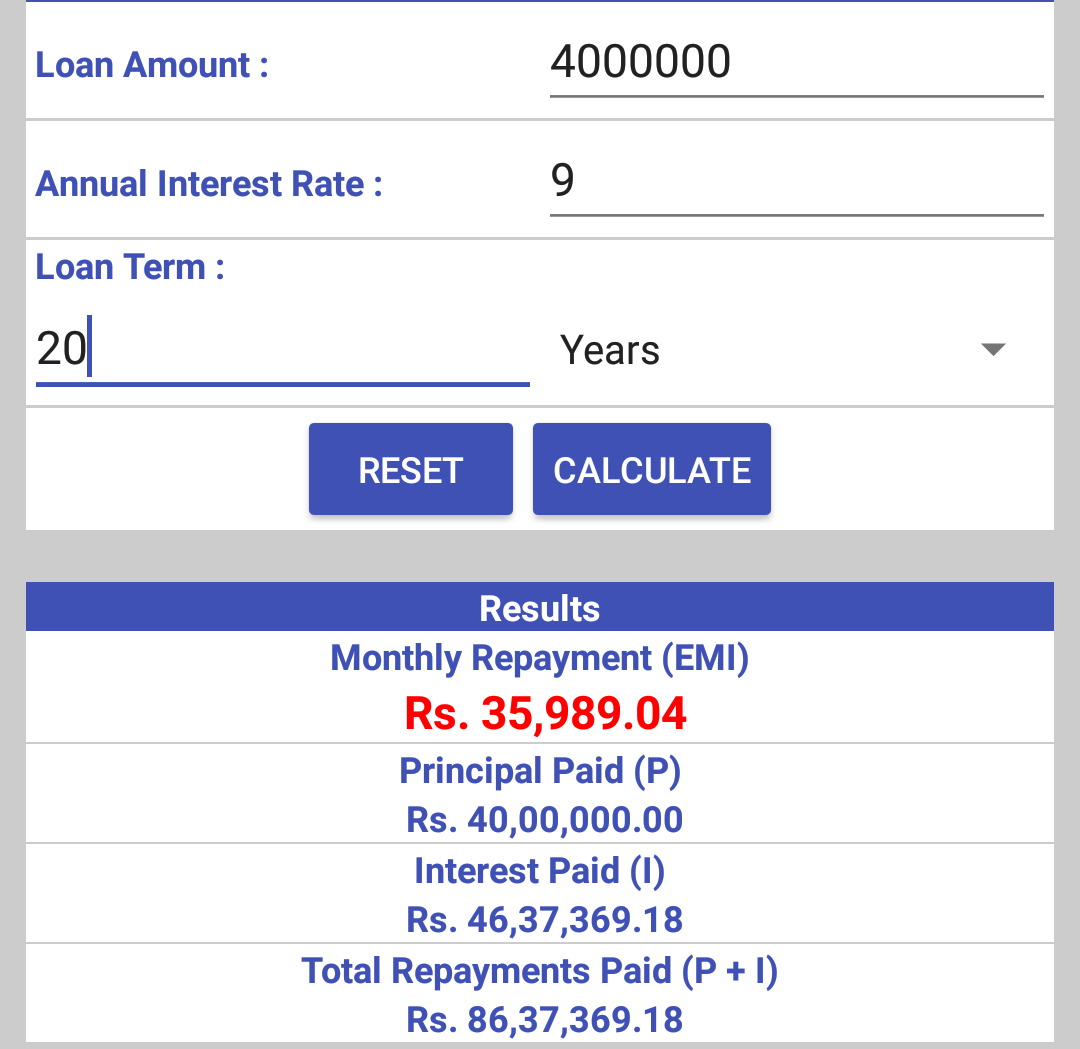 Loan Amount : 4000000
Annual Interest Rate : 9
Loan Term :
20 Years
RESET CALCULATE
Results
Monthly Repayment (EMI)
Rs. 35,989.04
Principal Paid (P)
Rs. 40,00,000.00
Interest Paid (I)
Rs. 46,37,369.18
Total Repayments Paid (P + I)
Rs. 86,37,369.18